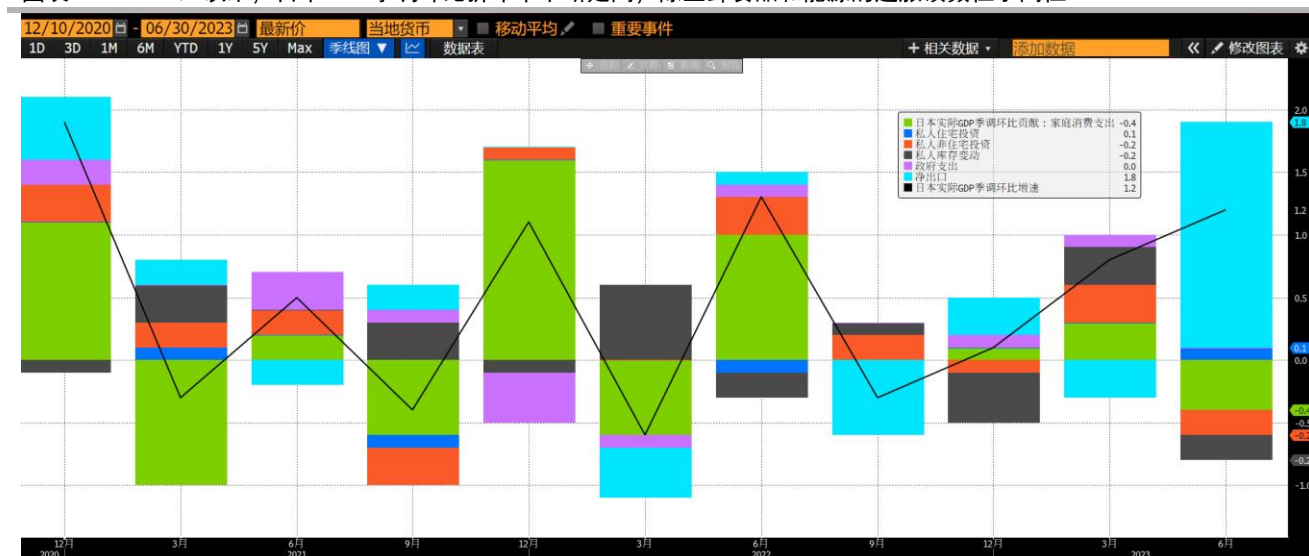 12/10/2020 - 06/30/2023 最新价 当地货币 移动平均 重要事件
1D 3D 1M 6M YTD 1Y 5Y Max 季线图 ▼ 数据表 + 相关数据 添加数据 « 修改图表
日本实际GDP季调环比贡献：家庭消费支出 -0.4
私人住宅投资 0.1
私人非住宅投资 -0.2
私人库存变动 -0.2
政府支出 0.0
净出口 1.8
日本实际GDP季调环比增速 1.2
2.0
1.8
1.5
1.2
1.0
0.5
0.1
0.0
-0.4
-0.5
-0.2
-0.2
-1.0
12月 3月 6月 9月 12月 3月 6月 9月 12月 3月 6月
2020 2021 2022 2023